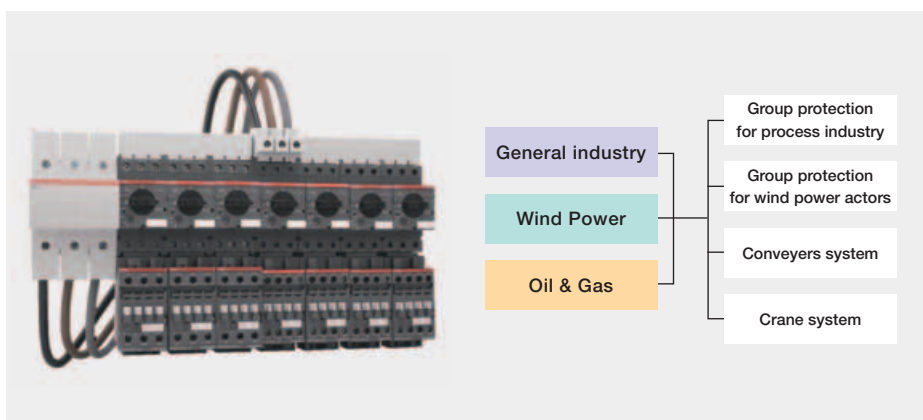 General industry
Wind Power
Oil & Gas
Group protection
for process industry
Group protection
for wind power actors
Conveyers system
Crane system